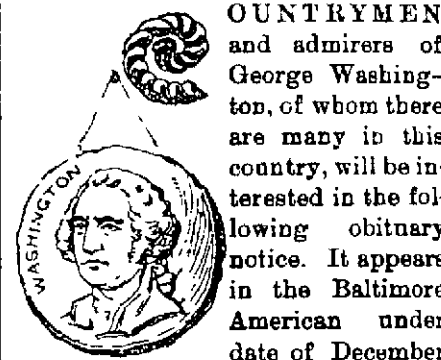 OUNTRYMEN
and admirers of
George Washing-
ton, of whom there
are many in this
country, will be in-
terested in the fol-
lowing obituary
notice. It appears
in the Baltimore
American under
date of December
WASHINGTON